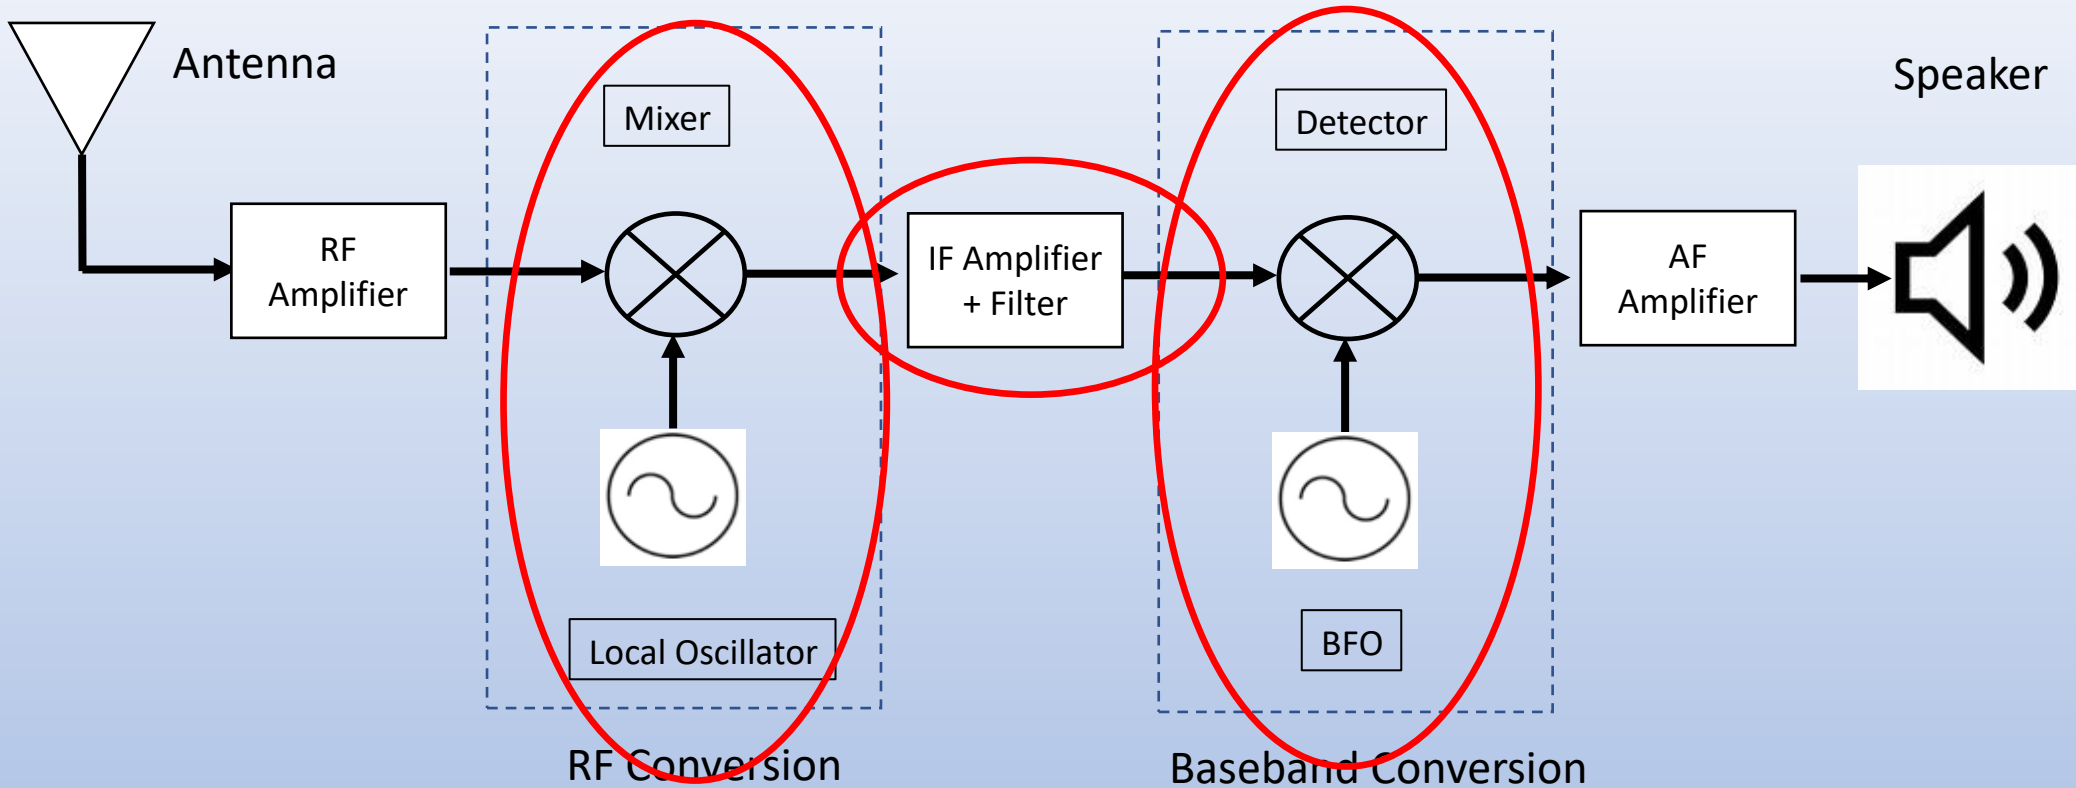 Antenna
Speaker
Mixer
Detector
RF
Amplifier
IF Amplifier
+ Filter
AF
Amplifier
Local Oscillator
BFO
RF Conversion
Baseband Conversion